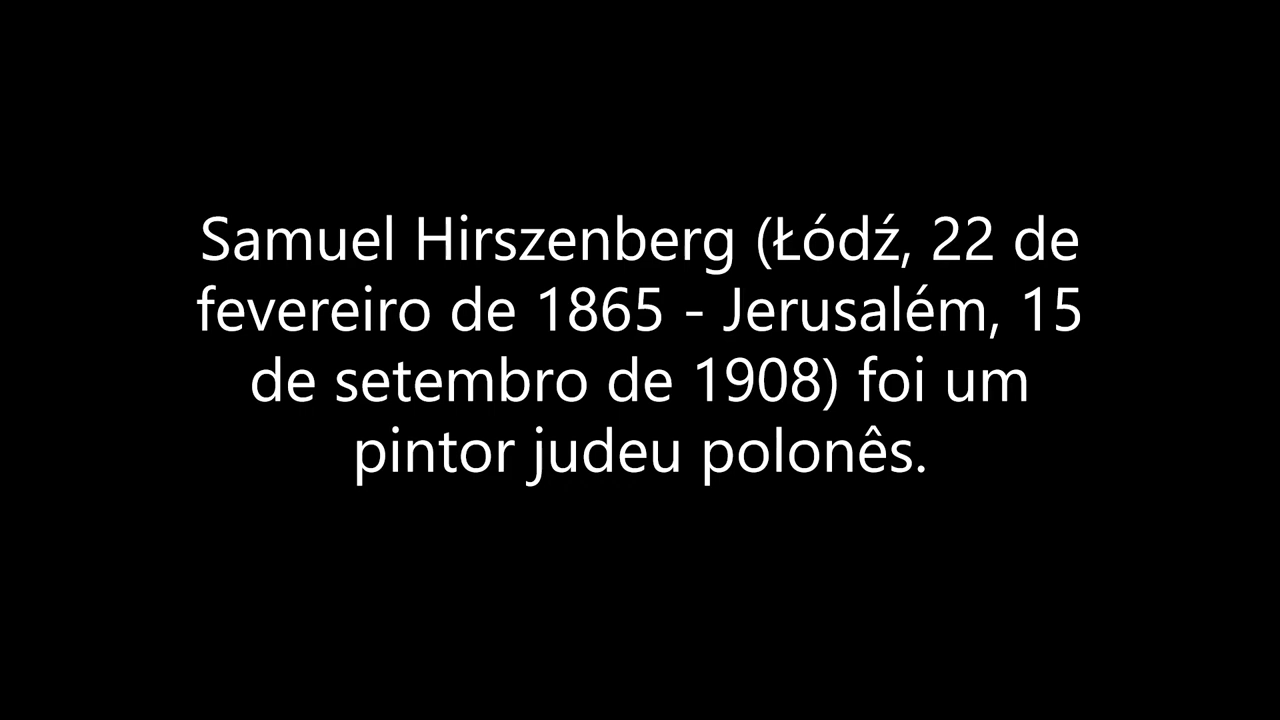 Samuel Hirszenberg (Łódź, 22 de
fevereiro de 1865 - Jerusalém, 15
de setembro de 1908) foi um
pintor judeu polonês.